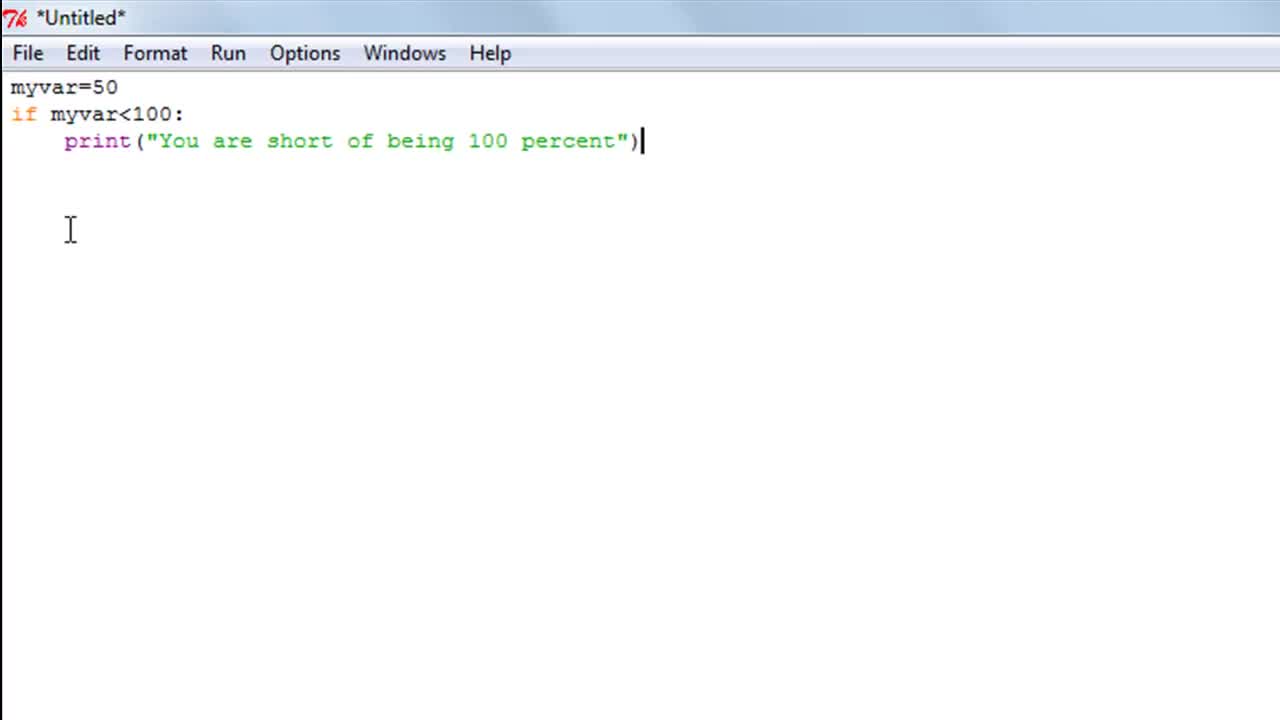 *Untitled*
File Edit Format Run Options Windows Help
myvar=50
if myvar<100:
    print("You are short of being 100 percent")